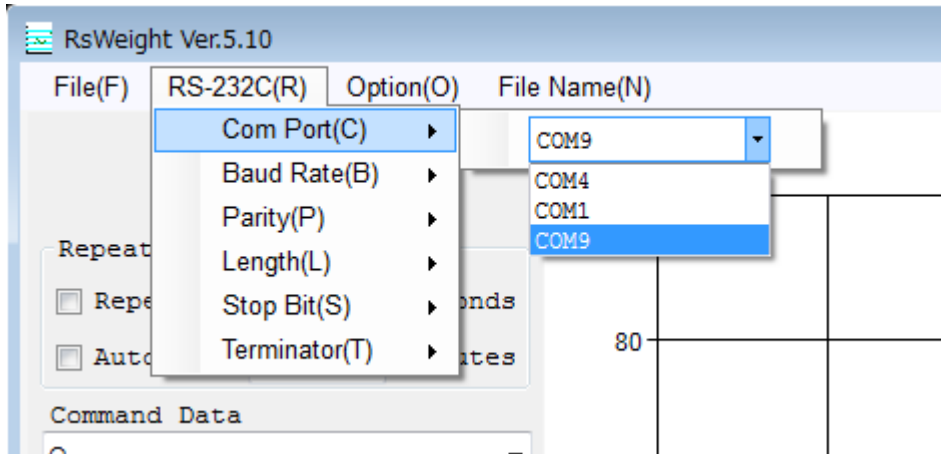 RsWeight Ver.5.10
File(F) RS-232C(R) Option(O) File Name(N)
Com Port(C)
COM9
Baud Rate(B)
COM4
Parity(P)
COM1
Length(L)
COM9
Stop Bit(S)
Terminator(T)
Repeat
80
Command Data